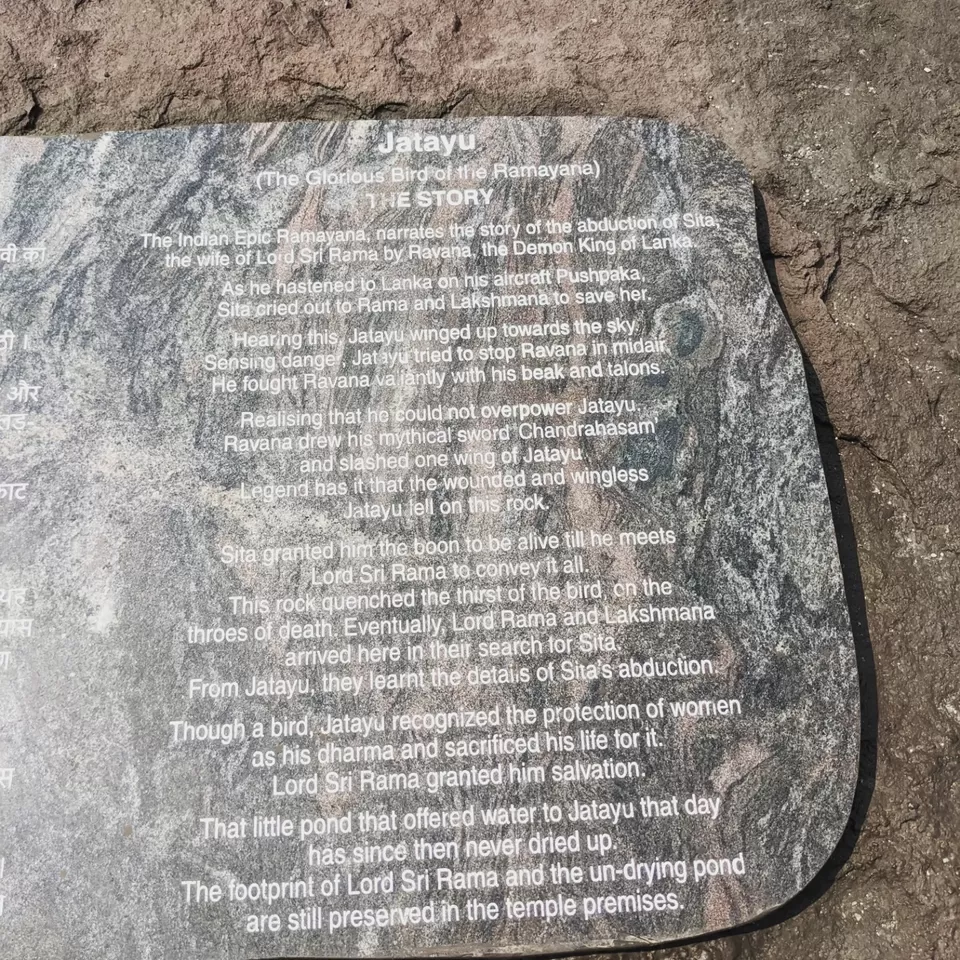 Jatayu
(The Glorious Bird of the Ramayana)
THE STORY
The Indian Epic Ramayana, narrates the story of the abduction of Sita,
the wife of Lord Sri Rama by Ravana, the Demon King of Lanka.
As he hastened to Lanka on his aircraft Pushpaka,
Sita cried out to Rama and Lakshmana to save her.
Hearing this, Jatayu winged up towards the sky.
Sensing danger Jatayu tried to stop Ravana in midair.
He fought Ravana valiantly with his beak and talons.
Realising that he could not overpower Jatayu,
Ravana drew his mythical sword 'Chandrahasam'
and slashed one wing of Jatayu.
Legend has it that the wounded and wingless
Jatayu fell on this rock.
Sita granted him the boon to be alive till he meets
Lord Sri Rama to convey it all.
This rock quenched the thirst of the bird, on the
throes of death. Eventually, Lord Rama and Lakshmana
arrived here in their search for Sita.
From Jatayu, they learnt the details of Sita's abduction.
Though a bird, Jatayu recognized the protection of women
as his dharma and sacrificed his life for it.
Lord Sri Rama granted him salvation.
That little pond that offered water to Jatayu that day
has since then never dried up.
The footprint of Lord Sri Rama and the un-drying pond
are still preserved in the temple premises.
वी का
और